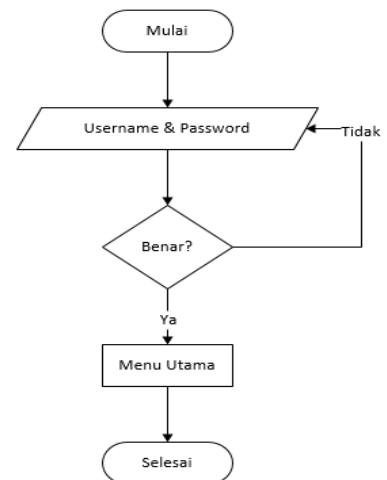 Mulai
Username & Password
Tidak
Benar?
Ya
Menu Utama
Selesai